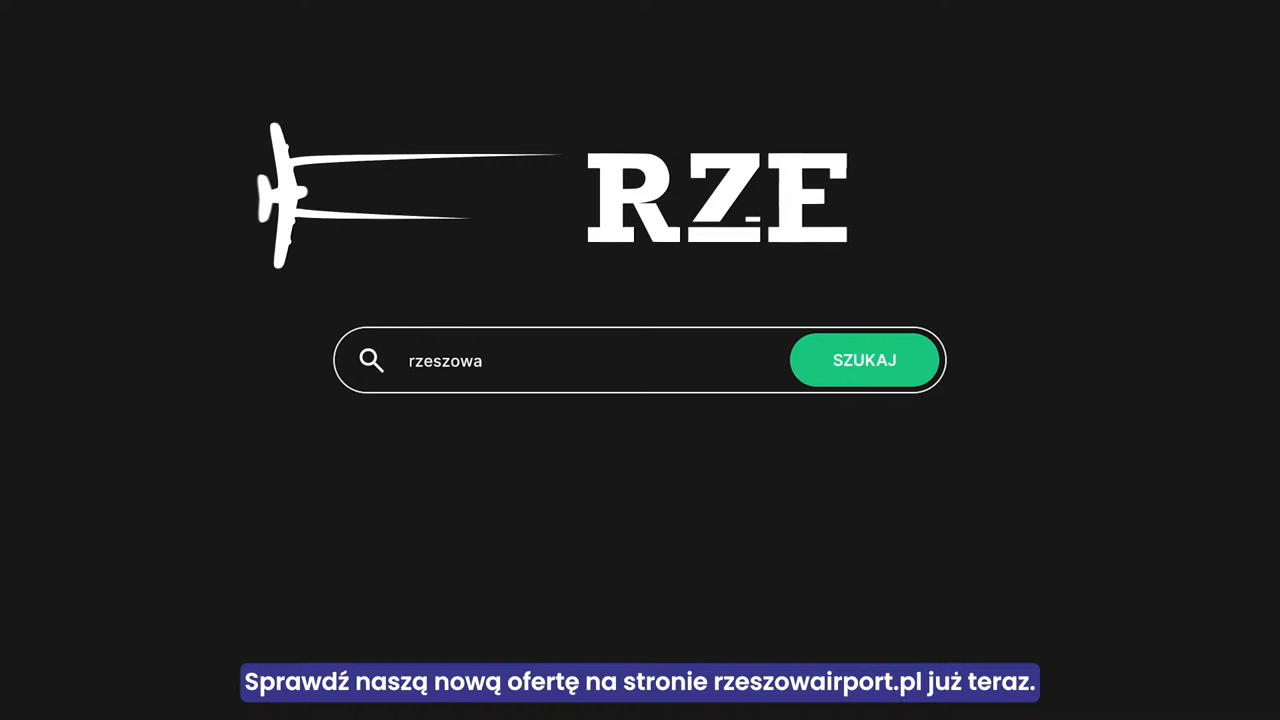 RZE
rzeszowa
SZUKAJ
Sprawdź naszą nową ofertę na stronie rzeszowairport.pl już teraz.